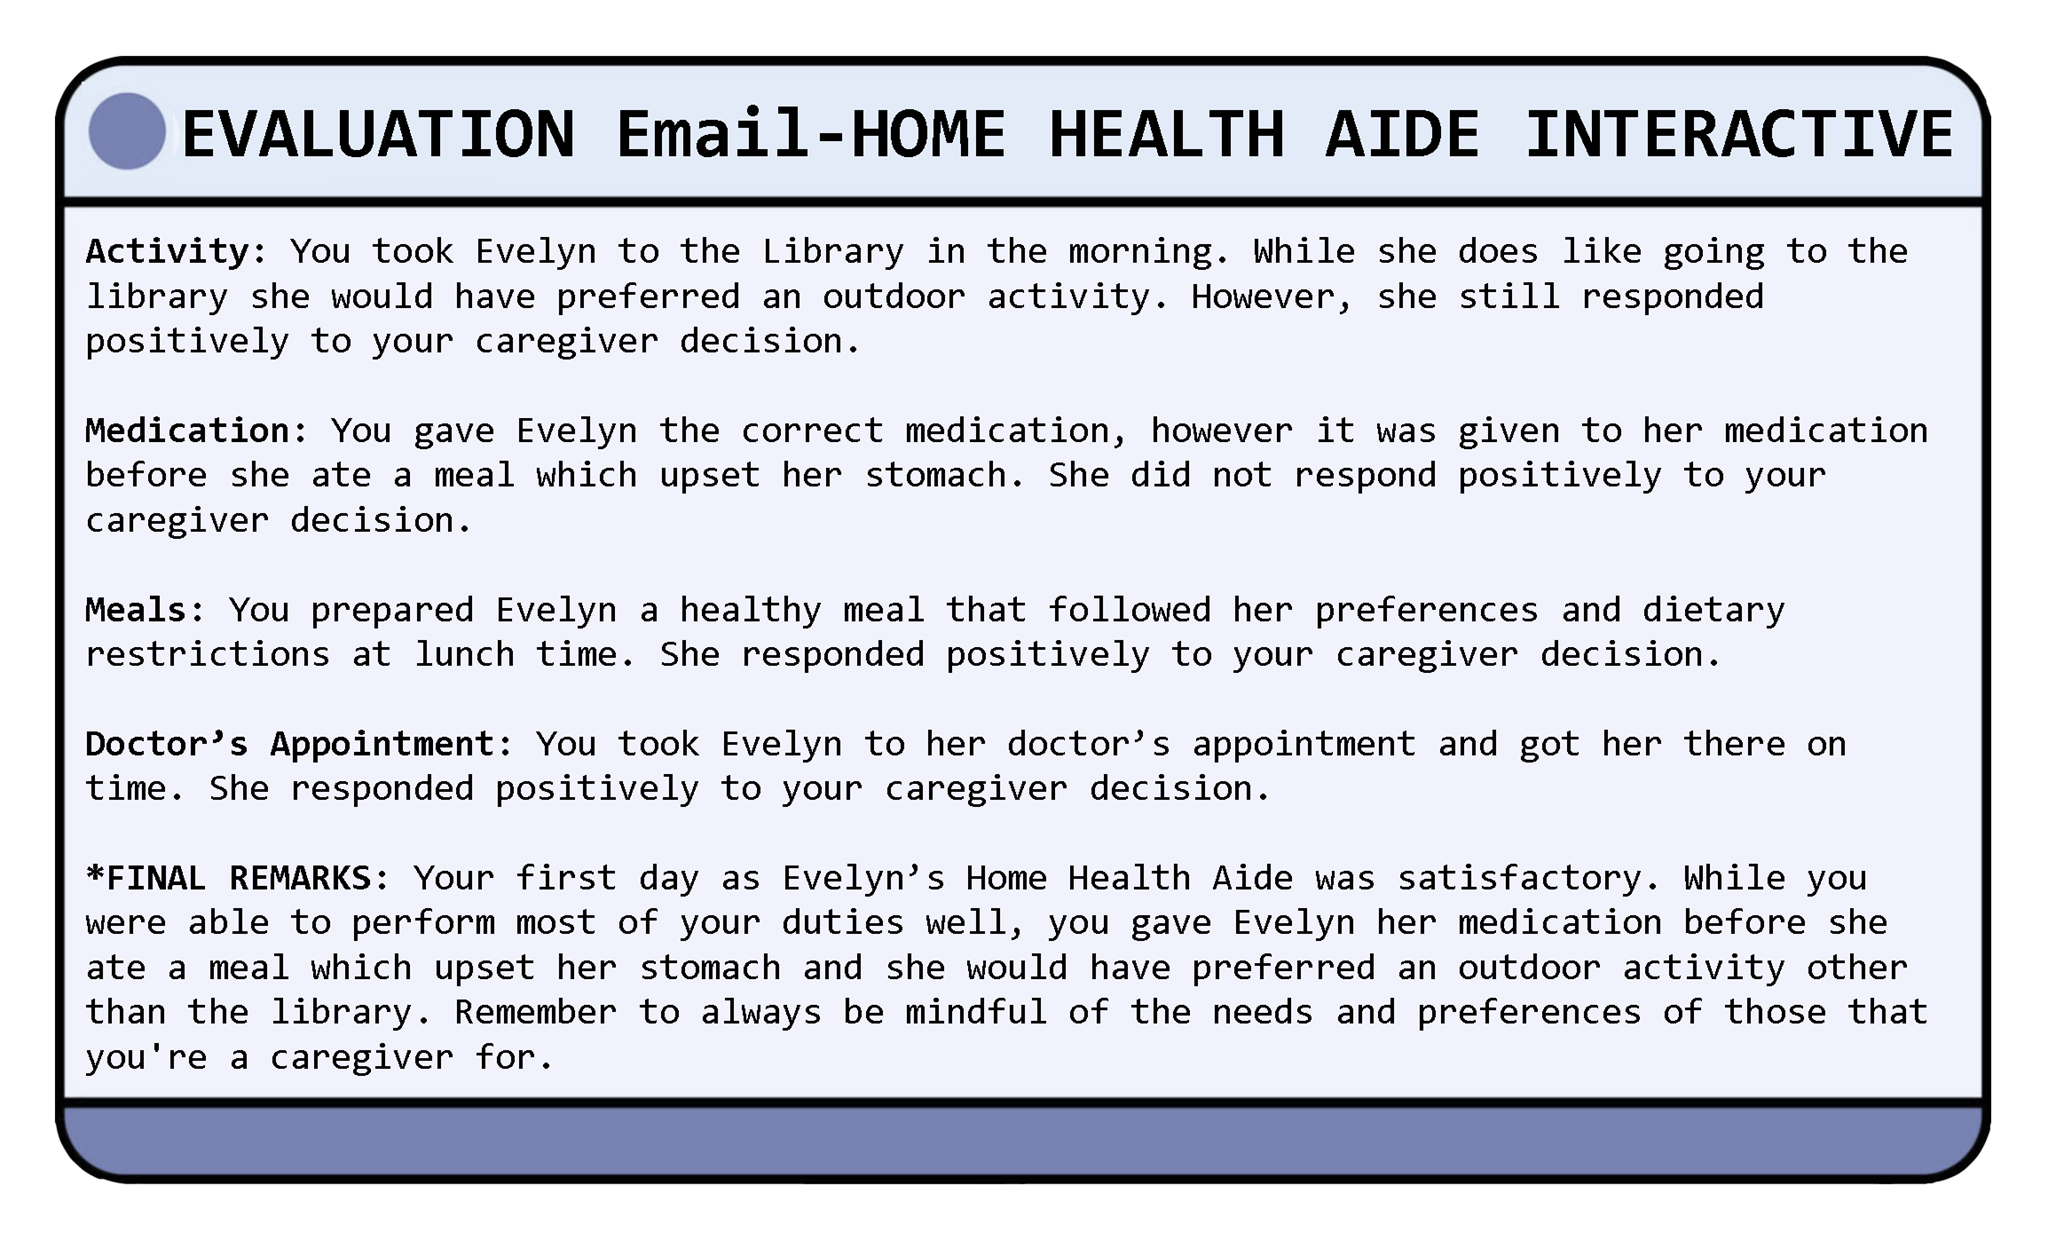 EVALUATION Email-HOME HEALTH AIDE INTERACTIVE
Activity: You took Evelyn to the Library in the morning. While she does like going to the
library she would have preferred an outdoor activity. However, she still responded
positively to your caregiver decision.
Medication: You gave Evelyn the correct medication, however it was given to her medication
before she ate a meal which upset her stomach. She did not respond positively to your
caregiver decision.
Meals: You prepared Evelyn a healthy meal that followed her preferences and dietary
restrictions at lunch time. She responded positively to your caregiver decision.
Doctor’s Appointment: You took Evelyn to her doctor’s appointment and got her there on
time. She responded positively to your caregiver decision.
*FINAL REMARKS: Your first day as Evelyn’s Home Health Aide was satisfactory. While you
were able to perform most of your duties well, you gave Evelyn her medication before she
ate a meal which upset her stomach and she would have preferred an outdoor activity other
than the library. Remember to always be mindful of the needs and preferences of those that
you're a caregiver for.